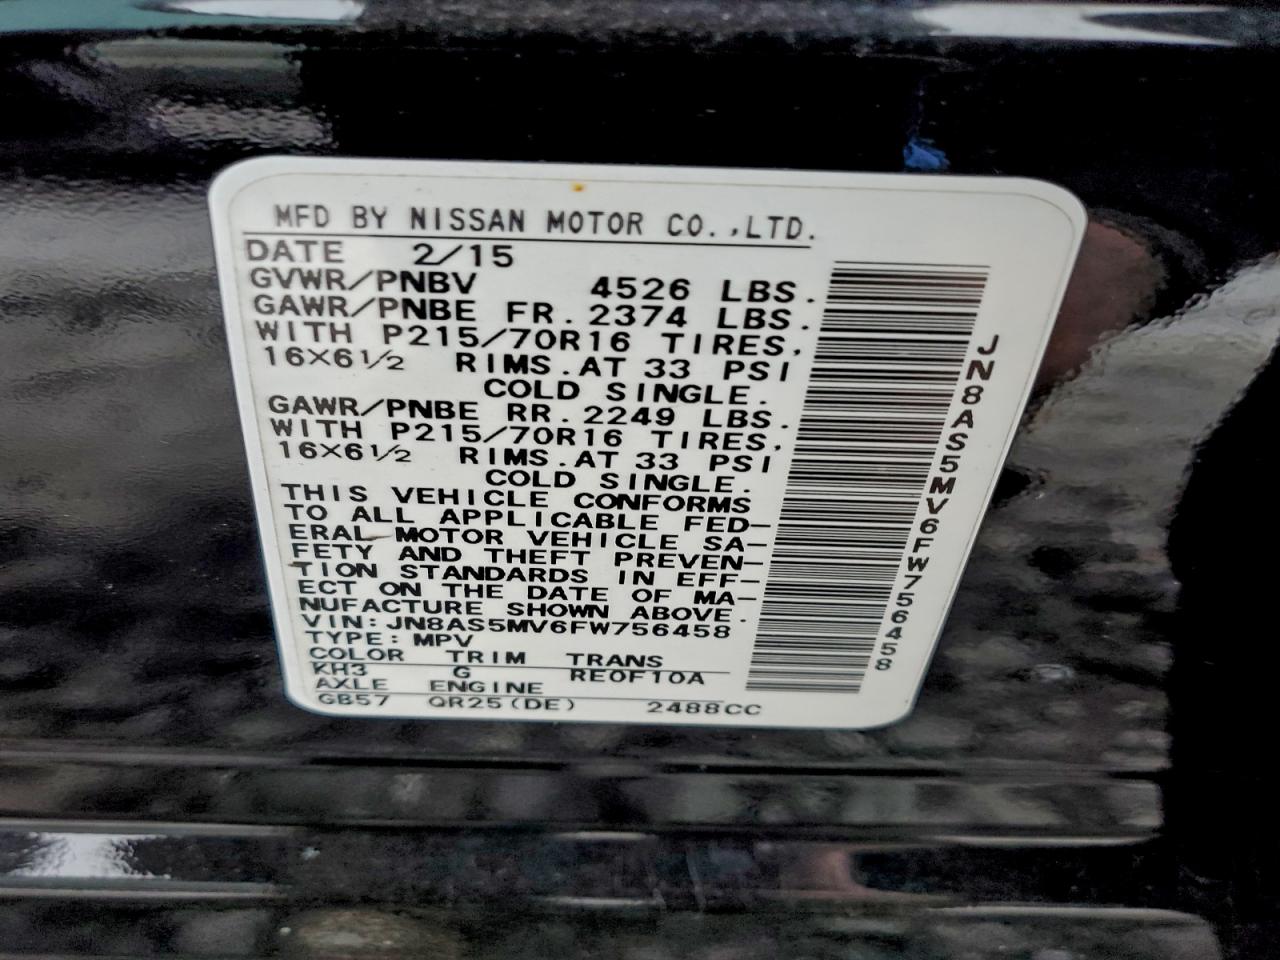 MFD BY NISSAN MOTOR CO.,LTD.
DATE 2/15
GVWR/PNBV 4526 LBS.
GAWR/PNBE FR. 2374 LBS.
WITH P215/70R16 TIRES,
16X6½ RIMS.AT 33 PSI
COLD SINGLE.
GAWR/PNBE RR. 2249 LBS.
WITH P215/70R16 TIRES,
16X6½ RIMS.AT 33 PSI
COLD SINGLE.
THIS VEHICLE CONFORMS
TO ALL APPLICABLE FED-
ERAL MOTOR VEHICLE SA-
FETY AND THEFT PREVEN-
TION STANDARDS IN EFF-
ECT ON THE DATE OF MA-
NUFACTURE SHOWN ABOVE.
VIN:JN8AS5MV6FW756458
TYPE:MPV
COLOR TRIM TRANS
KH3 G RE0F10A
AXLE ENGINE
GB57 QR25(DE) 2488CC
JN8AS5MV6FW756458